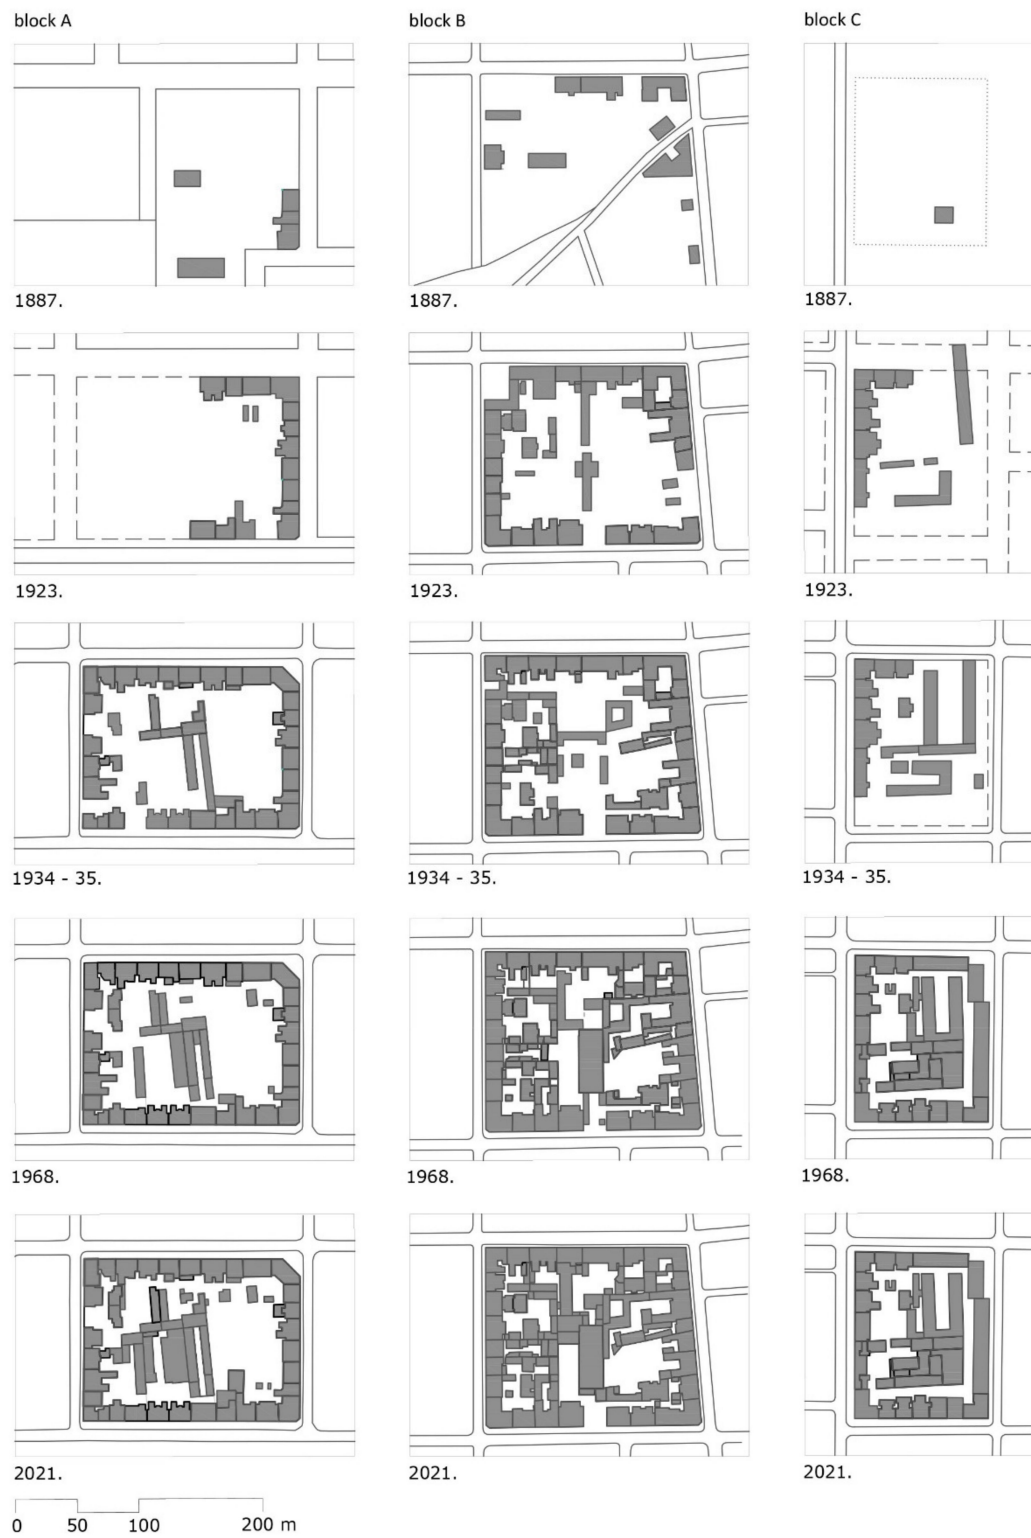 block A block B block C
1887. 1887. 1887.
1923. 1923. 1923.
1934 - 35. 1934 - 35. 1934 - 35.
1968. 1968. 1968.
2021. 2021. 2021.
0 50 100 200 m